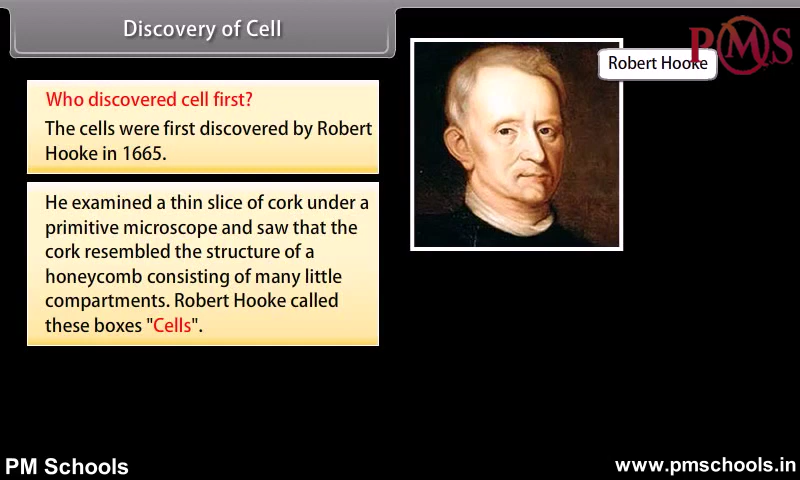 Discovery of Cell
PMS
Robert Hooke
Who discovered cell first?
The cells were first discovered by Robert
Hooke in 1665.
He examined a thin slice of cork under a
primitive microscope and saw that the
cork resembled the structure of a
honeycomb consisting of many little
compartments. Robert Hooke called
these boxes "Cells".
PM Schools
www.pmschools.in